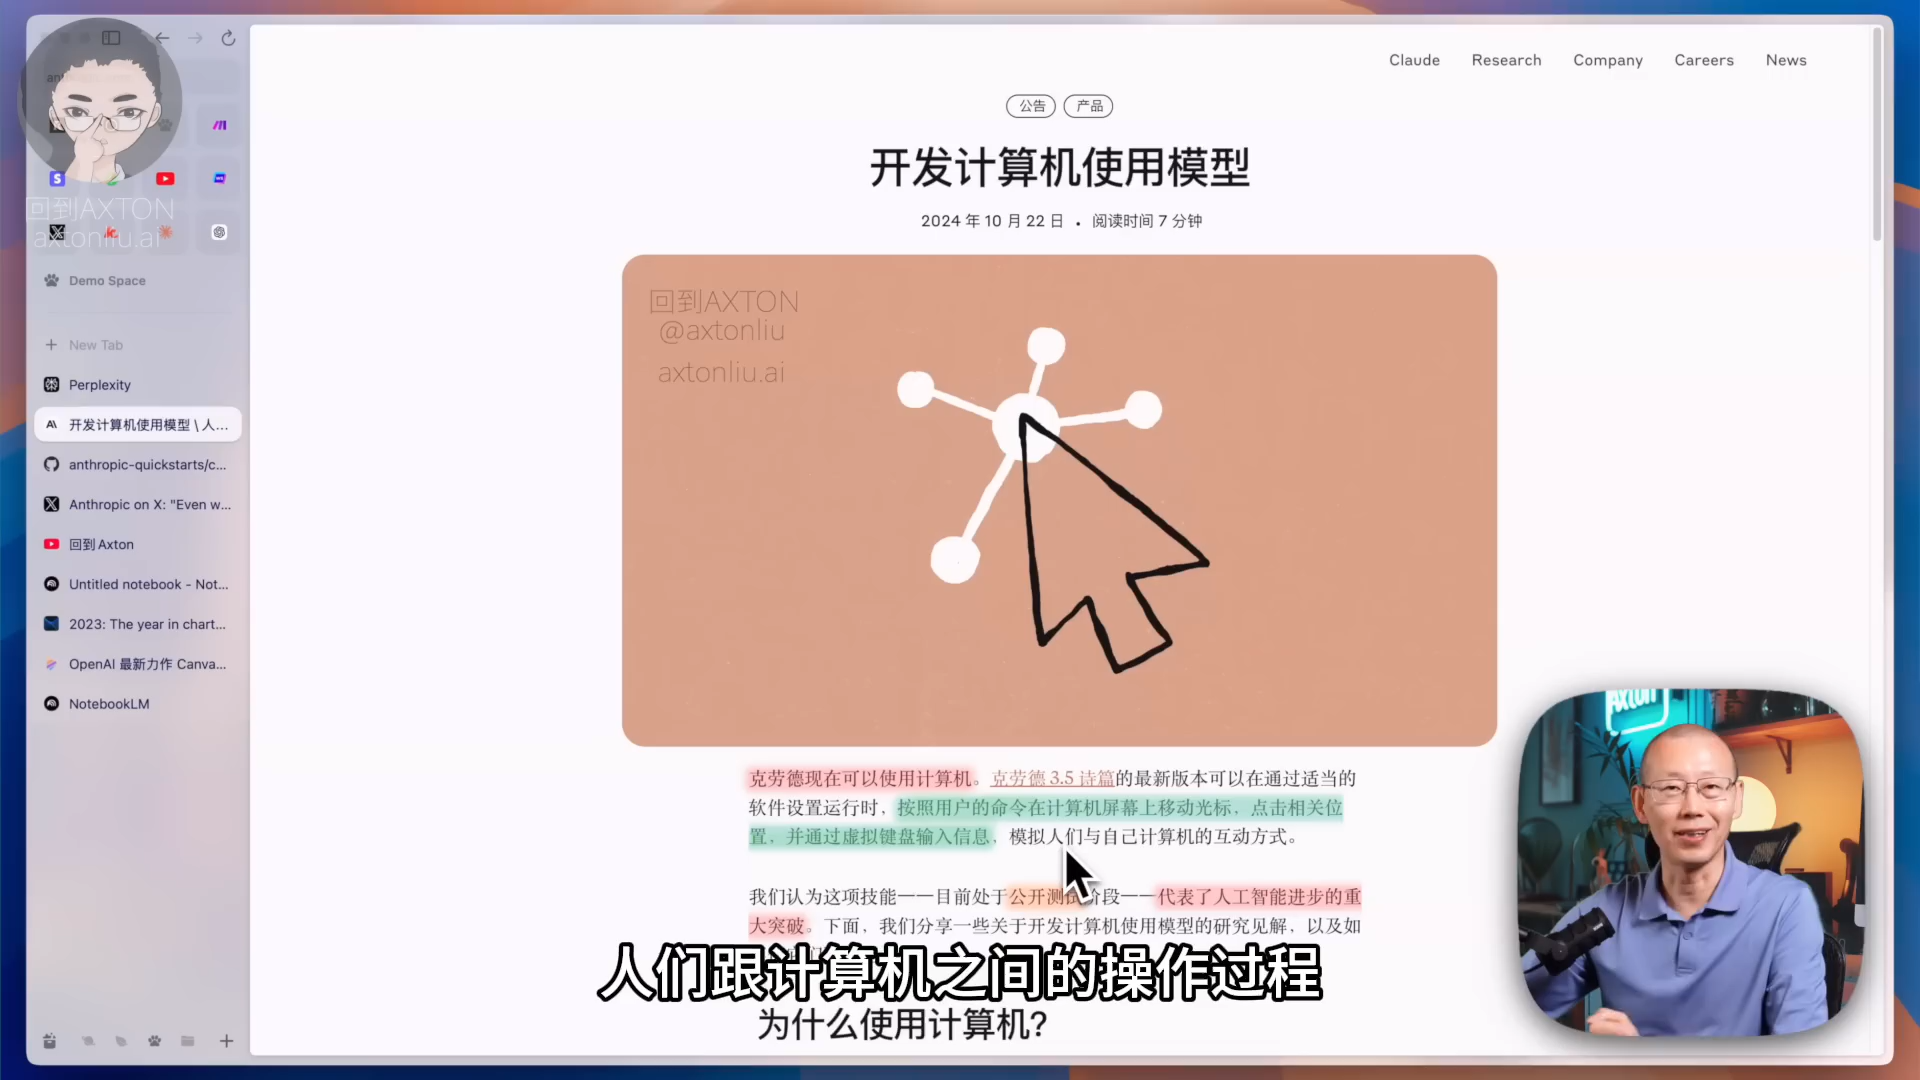 Claude
Research
Company
Careers
News
公告
产品
开发计算机使用模型
2024 年 10 月 22 日 • 阅读时间 7 分钟
回到AXTON
axtonliu.ai
Demo Space
New Tab
Perplexity
开发计算机使用模型 \ 人...
anthropic-quickstarts/c...
Anthropic on X: "Even w...
回到 Axton
Untitled notebook - Not...
2023: The year in chart...
OpenAI 最新力作 Canva...
NotebookLM
回到AXTON
@axtonliu
axtonliu.ai
克劳德现在可以使用计算机。克劳德 3.5 诗篇的最新版本可以在通过适当的
软件设置运行时，按照用户的命令在计算机屏幕上移动光标，点击相关位
置，并通过虚拟键盘输入信息，模拟人们与自己计算机的互动方式。
我们认为这项技能——目前处于公开测试阶段——代表了人工智能进步的重
大突破。下面，我们分享一些关于开发计算机使用模型的研究见解，以及如
人们跟计算机之间的操作过程
为什么使用计算机?
Axton